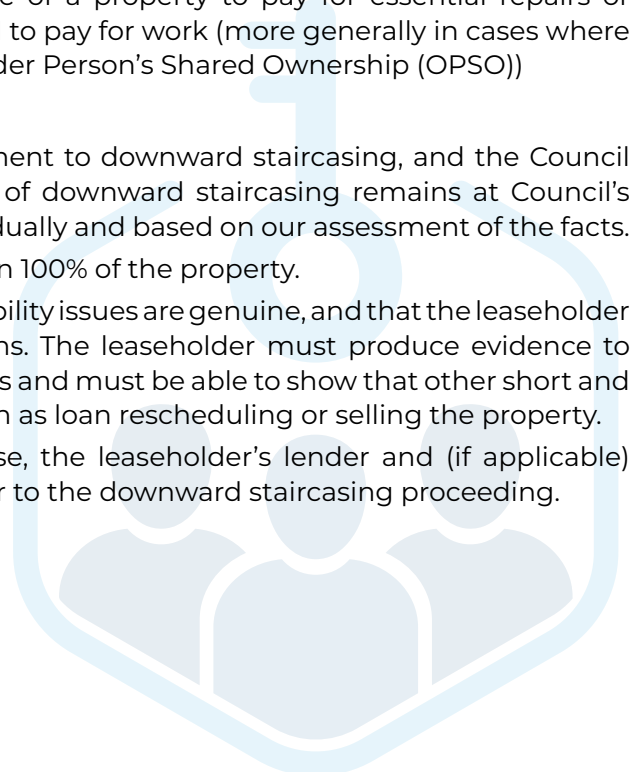 e of a property to pay for essential repairs or
to pay for work (more generally in cases where
der Person's Shared Ownership (OPSO))
ment to downward staircasing, and the Council
of downward staircasing remains at Council's
dually and based on our assessment of the facts.
n 100% of the property.
bility issues are genuine, and that the leaseholder
ns. The leaseholder must produce evidence to
s and must be able to show that other short and
h as loan rescheduling or selling the property.
se, the leaseholder's lender and (if applicable)
r to the downward staircasing proceeding.